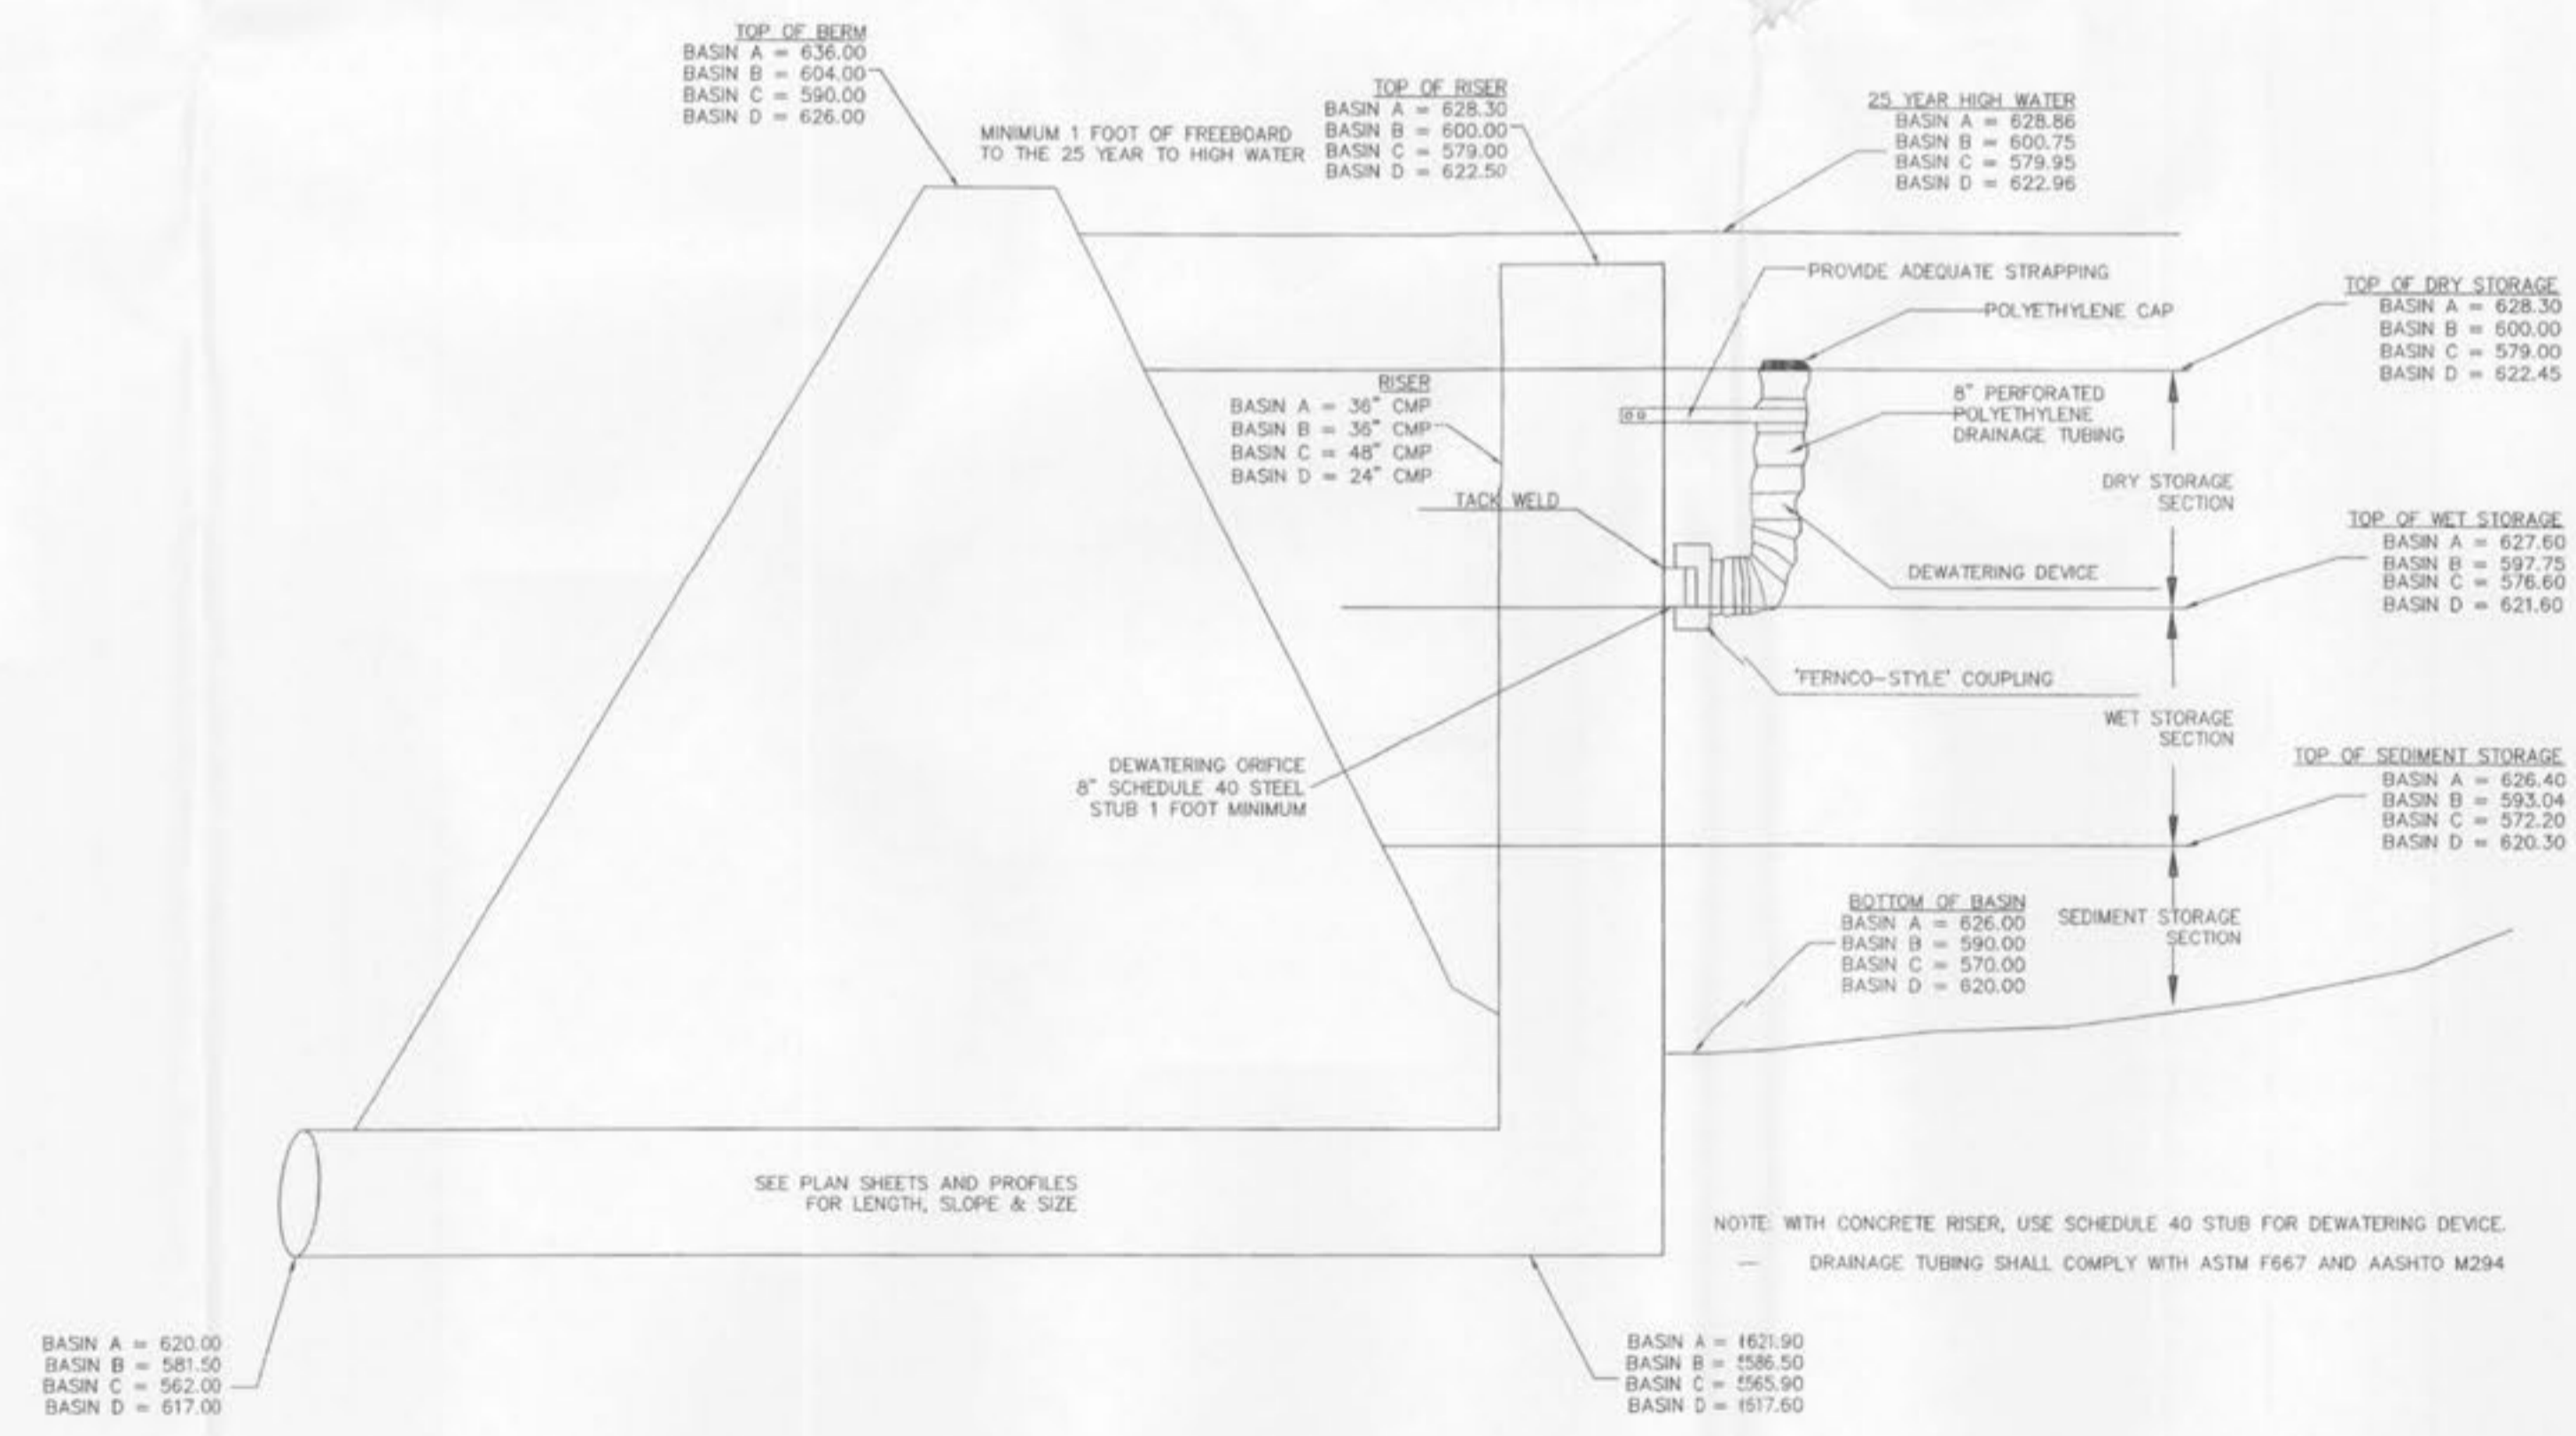 TOP OF BERM
BASIN A = 636.00
BASIN B = 604.00
BASIN C = 590.00
BASIN D = 626.00
MINIMUM 1 FOOT OF FREEBOARD
TO THE 25 YEAR TO HIGH WATER
TOP OF RISER
BASIN A = 628.30
BASIN B = 600.00
BASIN C = 579.00
BASIN D = 622.50
25 YEAR HIGH WATER
BASIN A = 628.86
BASIN B = 600.75
BASIN C = 579.95
BASIN D = 622.96
PROVIDE ADEQUATE STRAPPING
POLYETHYLENE CAP
TOP OF DRY STORAGE
BASIN A = 628.30
BASIN B = 600.00
BASIN C = 579.00
BASIN D = 622.45
RISER
BASIN A = 36" CMP
BASIN B = 36" CMP
BASIN C = 48" CMP
BASIN D = 24" CMP
8" PERFORATED
POLYETHYLENE
DRAINAGE TUBING
DRY STORAGE
SECTION
TACK WELD
TOP OF WET STORAGE
BASIN A = 627.60
BASIN B = 597.75
BASIN C = 576.60
BASIN D = 621.60
DEWATERING DEVICE
'FERNCO-STYLE' COUPLING
WET STORAGE
SECTION
DEWATERING ORIFICE
8" SCHEDULE 40 STEEL
STUB 1 FOOT MINIMUM
TOP OF SEDIMENT STORAGE
BASIN A = 626.40
BASIN B = 593.04
BASIN C = 572.20
BASIN D = 620.30
BOTTOM OF BASIN
BASIN A = 626.00
BASIN B = 590.00
BASIN C = 570.00
BASIN D = 620.00
SEDIMENT STORAGE
SECTION
SEE PLAN SHEETS AND PROFILES
FOR LENGTH, SLOPE & SIZE
NOTE: WITH CONCRETE RISER, USE SCHEDULE 40 STUB FOR DEWATERING DEVICE.
— DRAINAGE TUBING SHALL COMPLY WITH ASTM F667 AND AASHTO M294
BASIN A = 620.00
BASIN B = 581.50
BASIN C = 562.00
BASIN D = 617.00
BASIN A = 621.90
BASIN B = 586.50
BASIN C = 565.90
BASIN D = 617.60